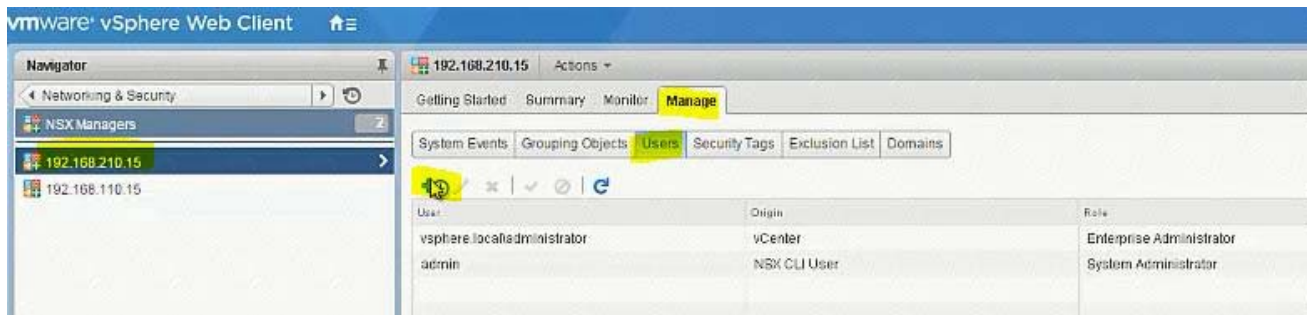 vmware® vSphere Web Client
Navigator
192.168.210.15 Actions
Networking & Security
Getting Started Summary Monitor Manage
NSX Managers 2
System Events Grouping Objects Users Security Tags Exclusion List Domains
192.168.210.15
192.168.110.15
User Origin Role
vsphere.local\administrator vCenter Enterprise Administrator
admin NSX CLI User System Administrator